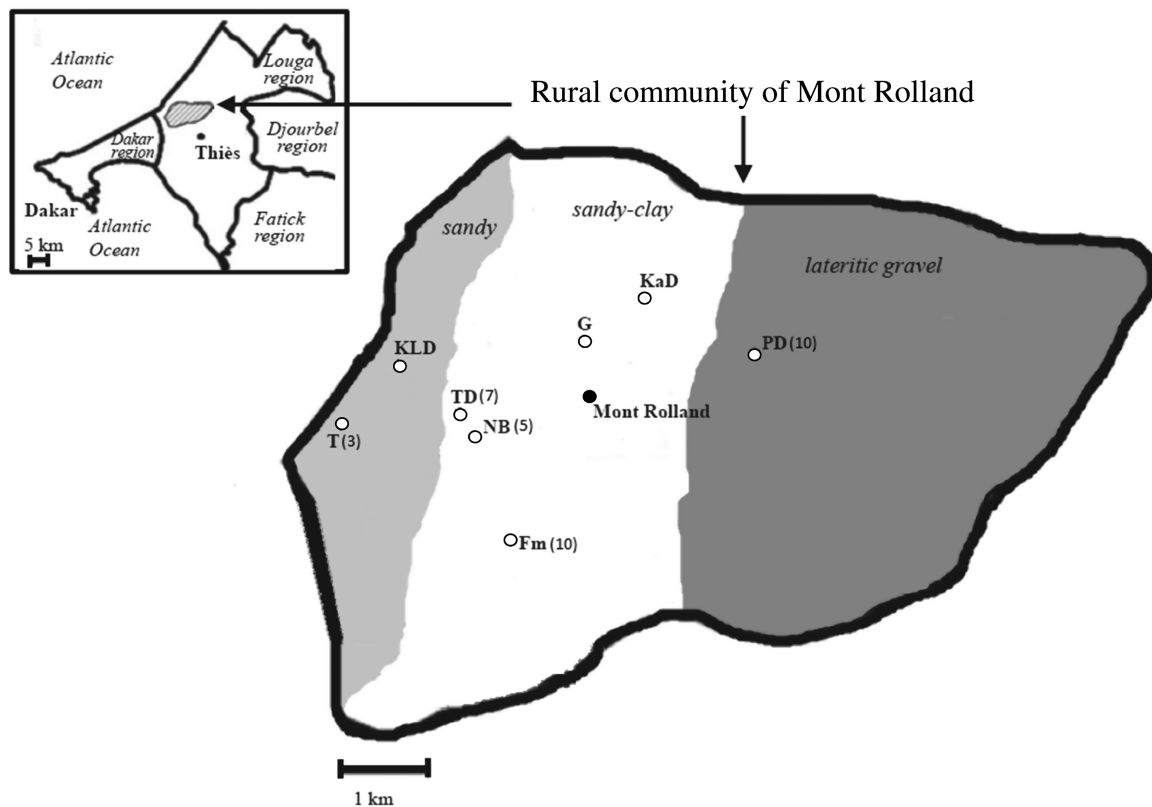 Atlantic
Ocean
Louga
region
Dakar
region
Thiès
Djourbel
region
Dakar
Atlantic
Ocean
Fatick
region
5 km
Rural community of Mont Rolland
sandy
sandy-clay
lateritic gravel
KaD
G
KLD
PD (10)
TD (7)
Mont Rolland
NB (5)
T (3)
Fm (10)
1 km